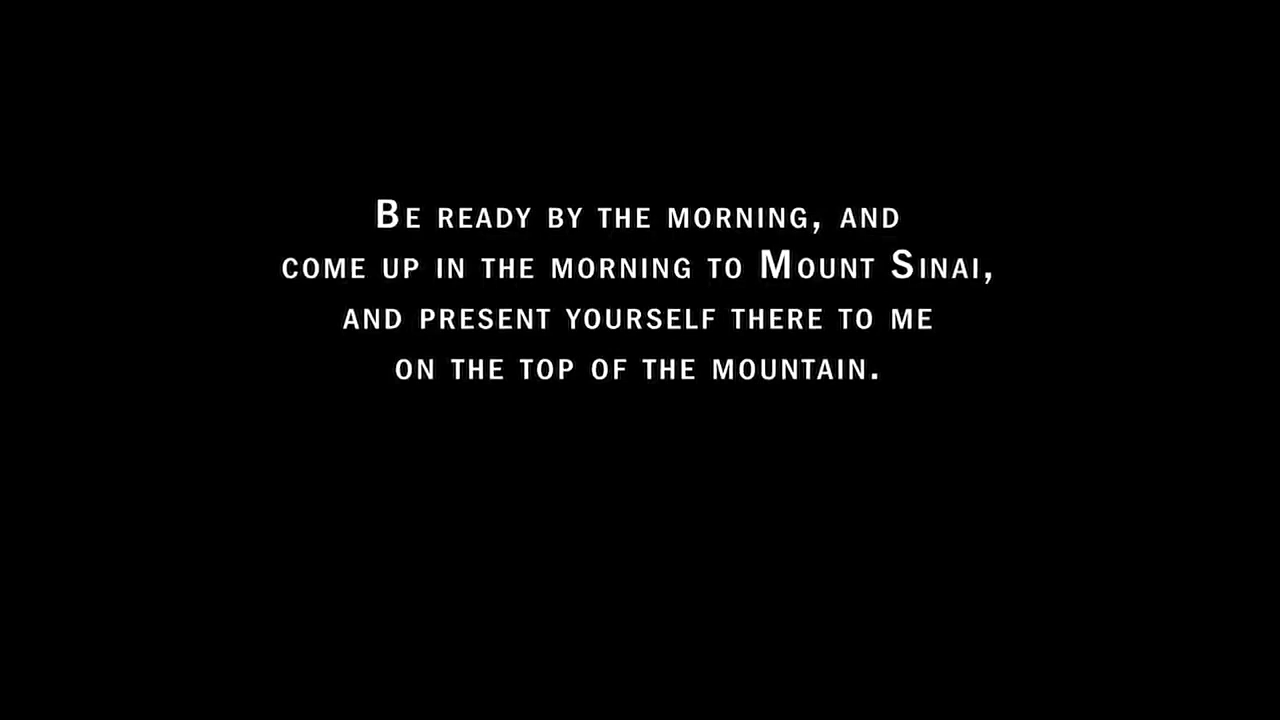 Be ready by the morning, and
come up in the morning to Mount Sinai,
and present yourself there to me
on the top of the mountain.